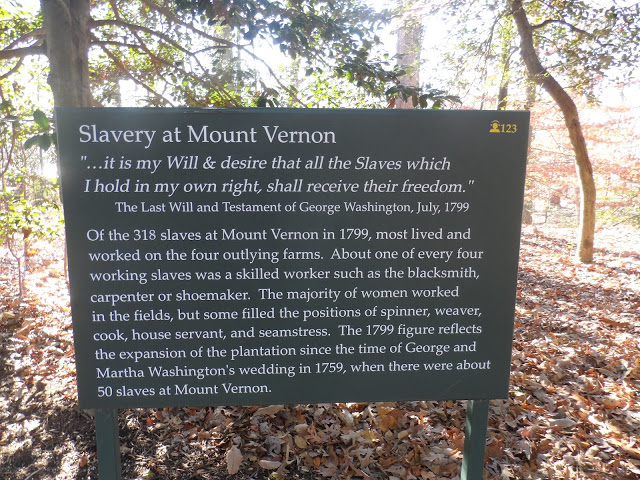 Slavery at Mount Vernon
123
"…it is my Will & desire that all the Slaves which
I hold in my own right, shall receive their freedom."
The Last Will and Testament of George Washington, July, 1799
Of the 318 slaves at Mount Vernon in 1799, most lived and
worked on the four outlying farms. About one of every four
working slaves was a skilled worker such as the blacksmith,
carpenter or shoemaker. The majority of women worked
in the fields, but some filled the positions of spinner, weaver,
cook, house servant, and seamstress. The 1799 figure reflects
the expansion of the plantation since the time of George and
Martha Washington's wedding in 1759, when there were about
50 slaves at Mount Vernon.